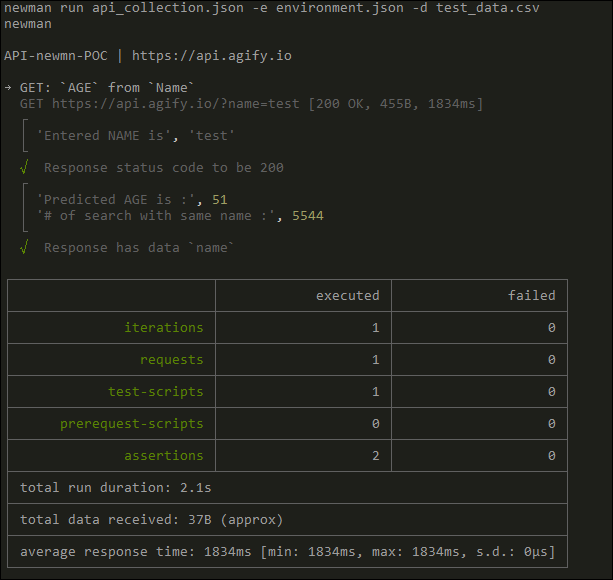 newman run api_collection.json -e environment.json -d test_data.csv
newman
API-newmn-POC | https://api.agify.io
→ GET: `AGE` from `Name`
GET https://api.agify.io/?name=test [200 OK, 455B, 1834ms]
'Entered NAME is', 'test'
√ Response status code to be 200
'Predicted AGE is :', 51
'# of search with same name :', 5544
√ Response has data `name`
executed failed
iterations 1 0
requests 1 0
test-scripts 1 0
prerequest-scripts 0 0
assertions 2 0
total run duration: 2.1s
total data received: 37B (approx)
average response time: 1834ms [min: 1834ms, max: 1834ms, s.d.: 0µs]